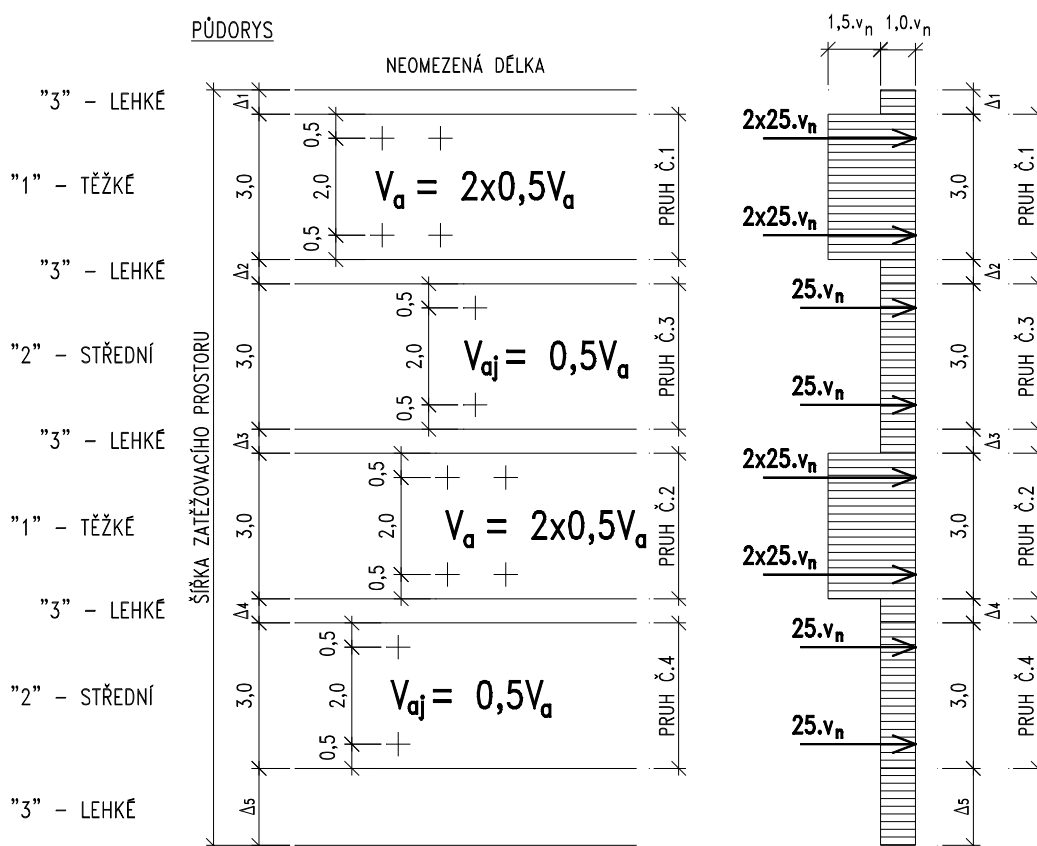 PŮDORYS
1,5.vn 1,0.vn
NEOMEZENÁ DÉLKA
"3" - LEHKÉ Δ1 Δ1
"1" - TĚŽKÉ 3,0 0,5 2,0 0,5 Va = 2x0,5Va PRUH Č.1 2x25.vn 2x25.vn 3,0 PRUH Č.1
"3" - LEHKÉ Δ2 Δ2
"2" - STŘEDNÍ 3,0 0,5 2,0 0,5 Vaj = 0,5Va PRUH Č.3 25.vn 25.vn 3,0 PRUH Č.3
ŠÍŘKA ZATĚŽOVACÍHO PROSTORU
"3" - LEHKÉ Δ3 Δ3
"1" - TĚŽKÉ 3,0 0,5 2,0 0,5 Va = 2x0,5Va PRUH Č.2 2x25.vn 2x25.vn 3,0 PRUH Č.2
"3" - LEHKÉ Δ4 Δ4
"2" - STŘEDNÍ 3,0 0,5 2,0 0,5 Vaj = 0,5Va PRUH Č.4 25.vn 25.vn 3,0 PRUH Č.4
"3" - LEHKÉ Δ5 Δ5